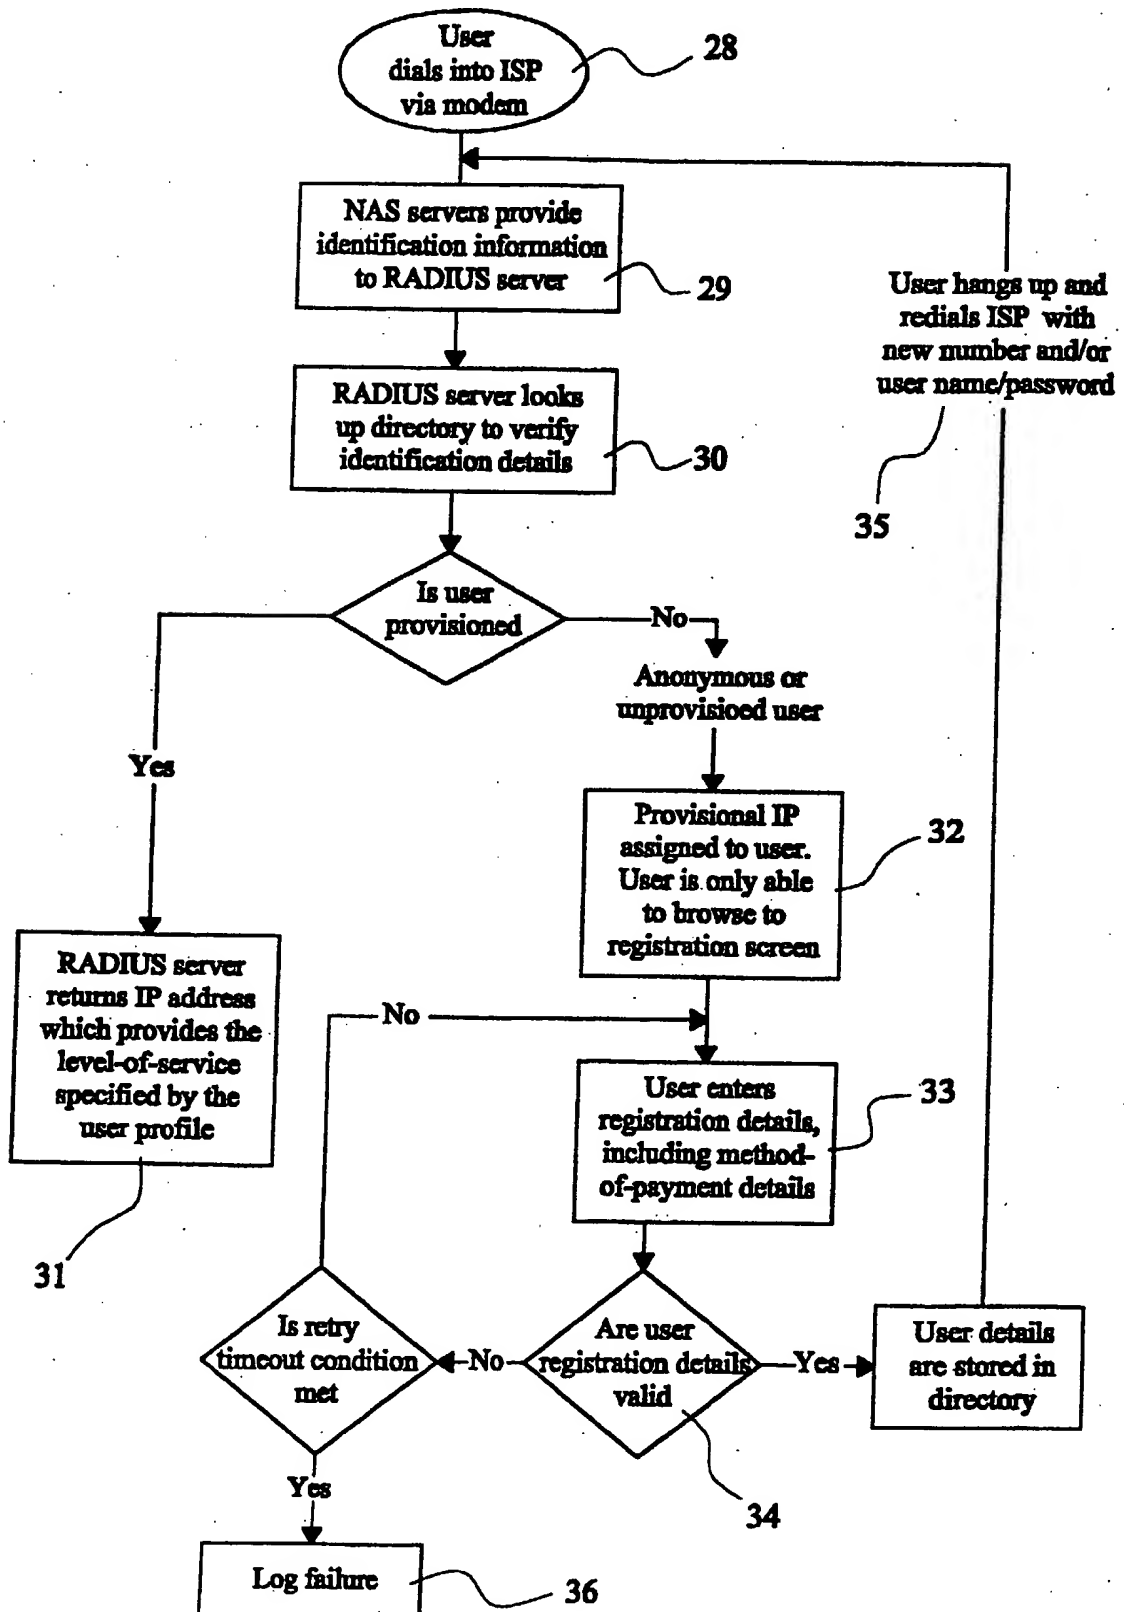 User
dials into ISP
via modem
28
NAS servers provide
identification information
to RADIUS server
29
User hangs up and
redials ISP with
new number and/or
user name/password
35
RADIUS server looks
up directory to verify
identification details
30
Is user
provisioned
No
Anonymous or
unprovisioed user
Yes
Provisional IP
assigned to user.
User is only able
to browse to
registration screen
32
RADIUS server
returns IP address
which provides the
level-of-service
specified by the
user profile
31
No
User enters
registration details,
including method-
of-payment details
33
Is retry
timeout condition
met
No
Are user
registration details
valid
34
Yes
User details
are stored in
directory
Yes
Log failure
36